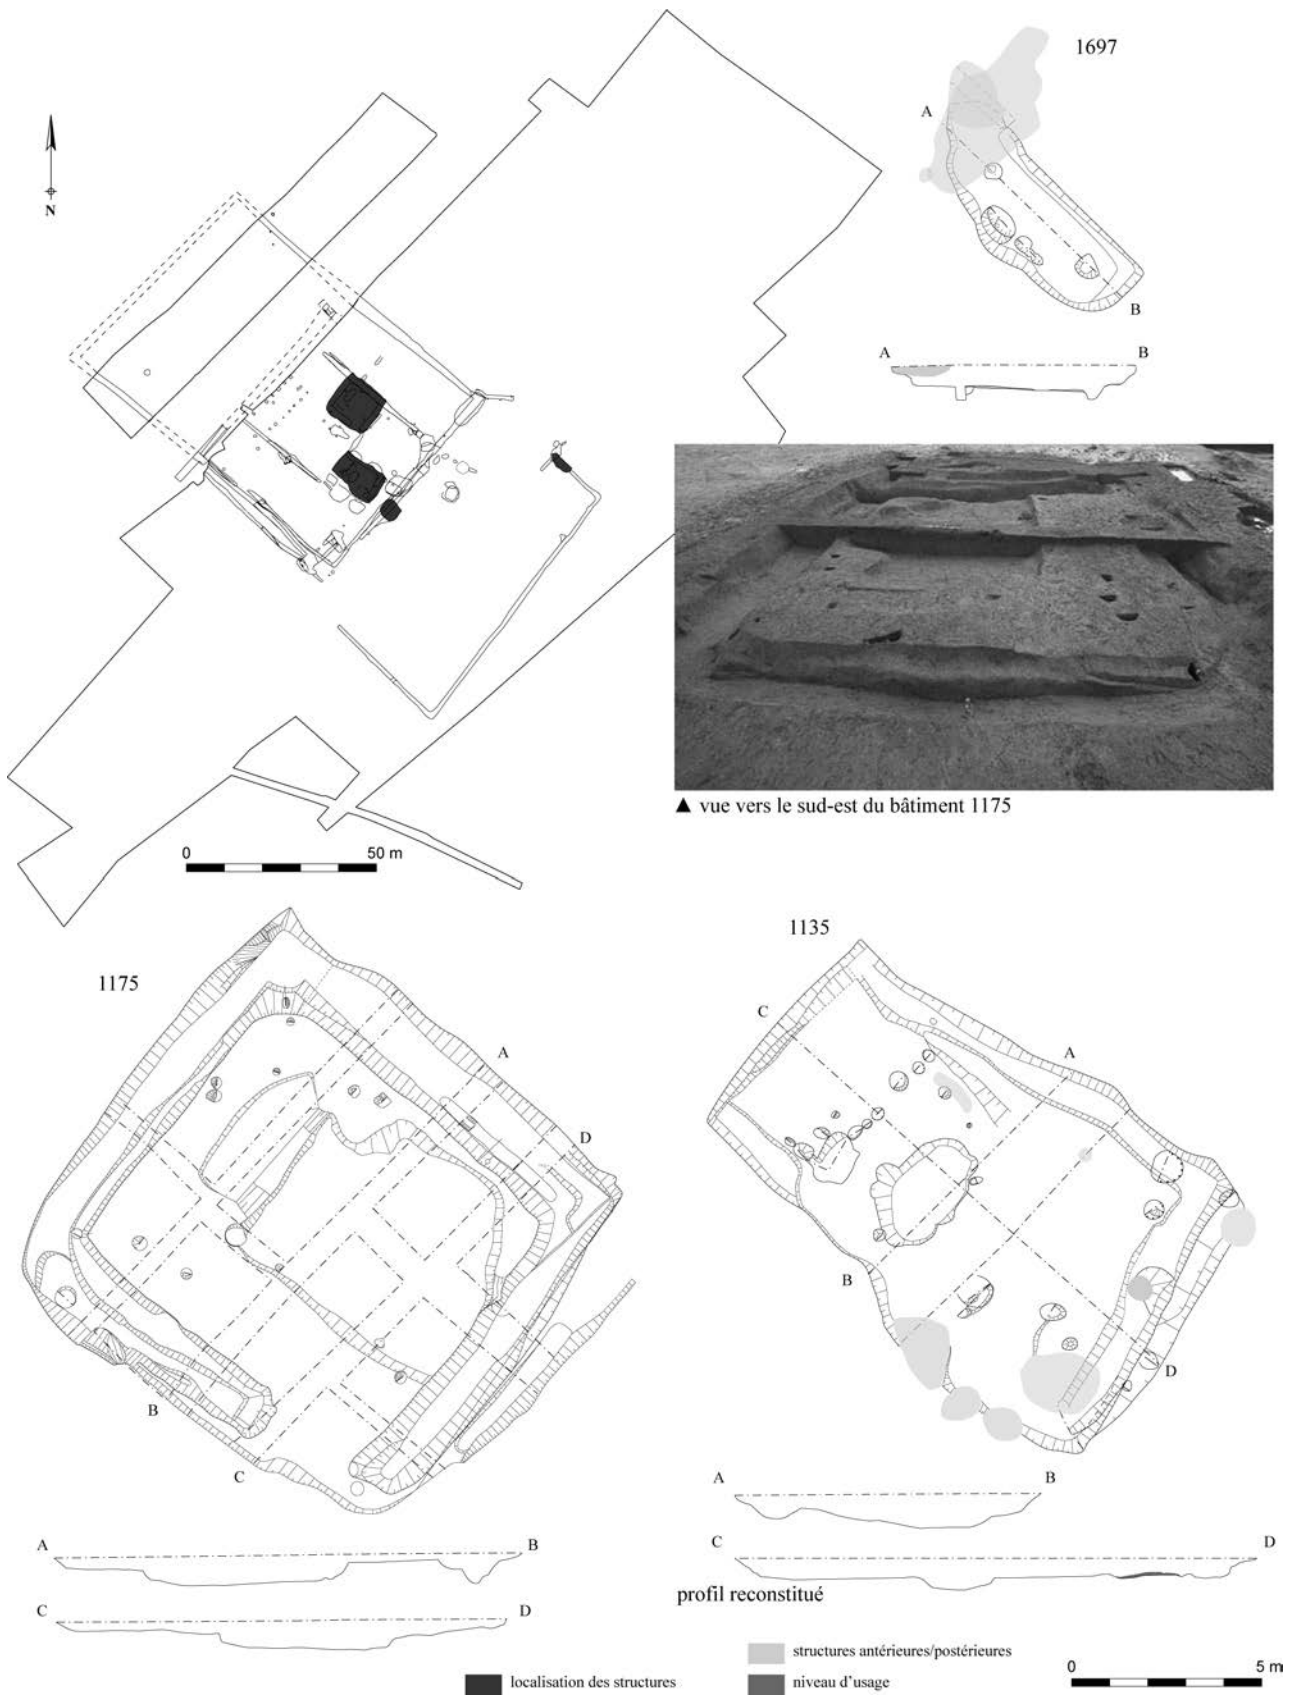 1697
N
A
B
A B
▲ vue vers le sud-est du bâtiment 1175
0 50 m
1175
A
D
B
C
A B
C D
1135
C
A
B
D
A B
C D
profil reconstitué
structures antérieures/postérieures
localisation des structures
niveau d'usage
0 5 m